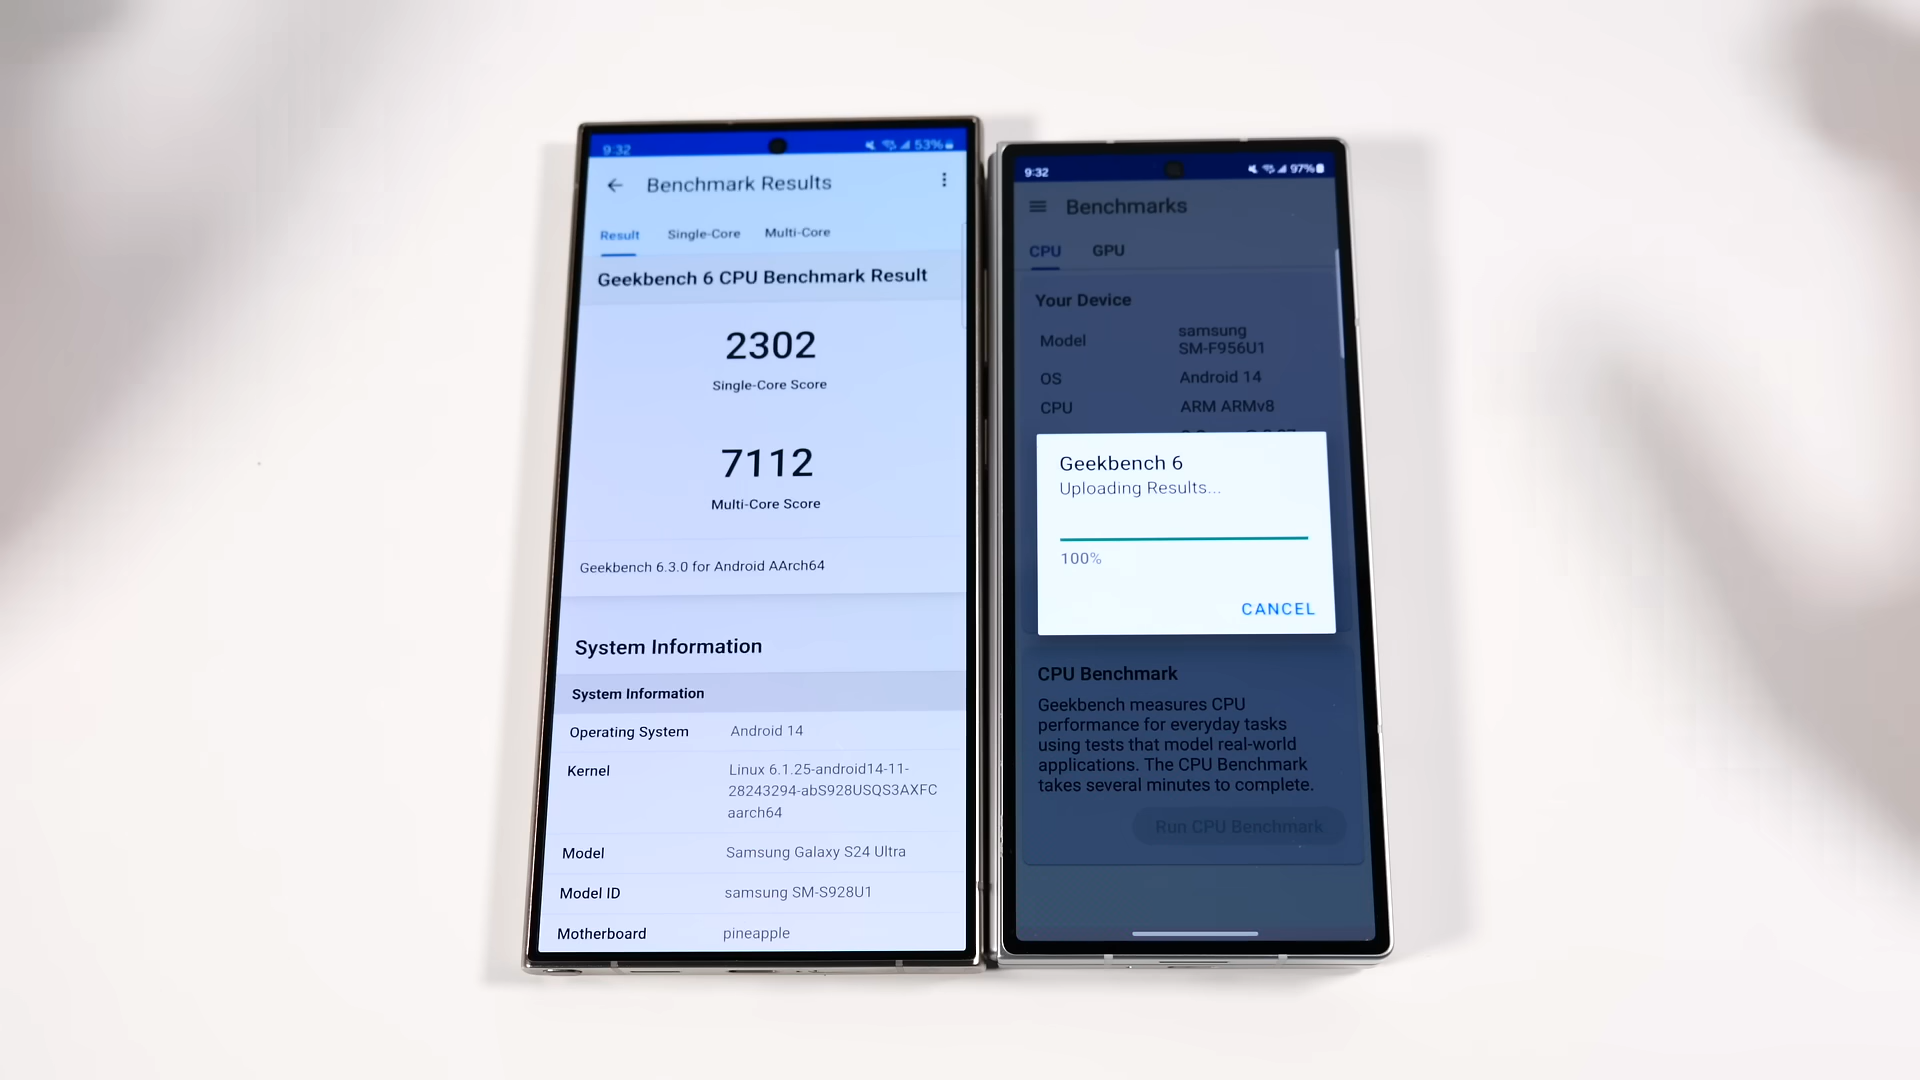 9:32
53%
Benchmark Results
Result Single-Core Multi-Core
Geekbench 6 CPU Benchmark Result
2302
Single-Core Score
7112
Multi-Core Score
Geekbench 6.3.0 for Android AArch64
System Information
System Information
Operating System Android 14
Kernel Linux 6.1.25-android14-11-
28243294-abS928USQS3AXFC
aarch64
Model Samsung Galaxy S24 Ultra
Model ID samsung SM-S928U1
Motherboard pineapple
9:32
97%
Benchmarks
CPU GPU
Your Device
Model samsung
SM-F956U1
OS Android 14
CPU ARM ARMv8
Geekbench 6
Uploading Results...
100%
CANCEL
CPU Benchmark
Geekbench measures CPU
performance for everyday tasks
using tests that model real-world
applications. The CPU Benchmark
takes several minutes to complete.
Run CPU Benchmark